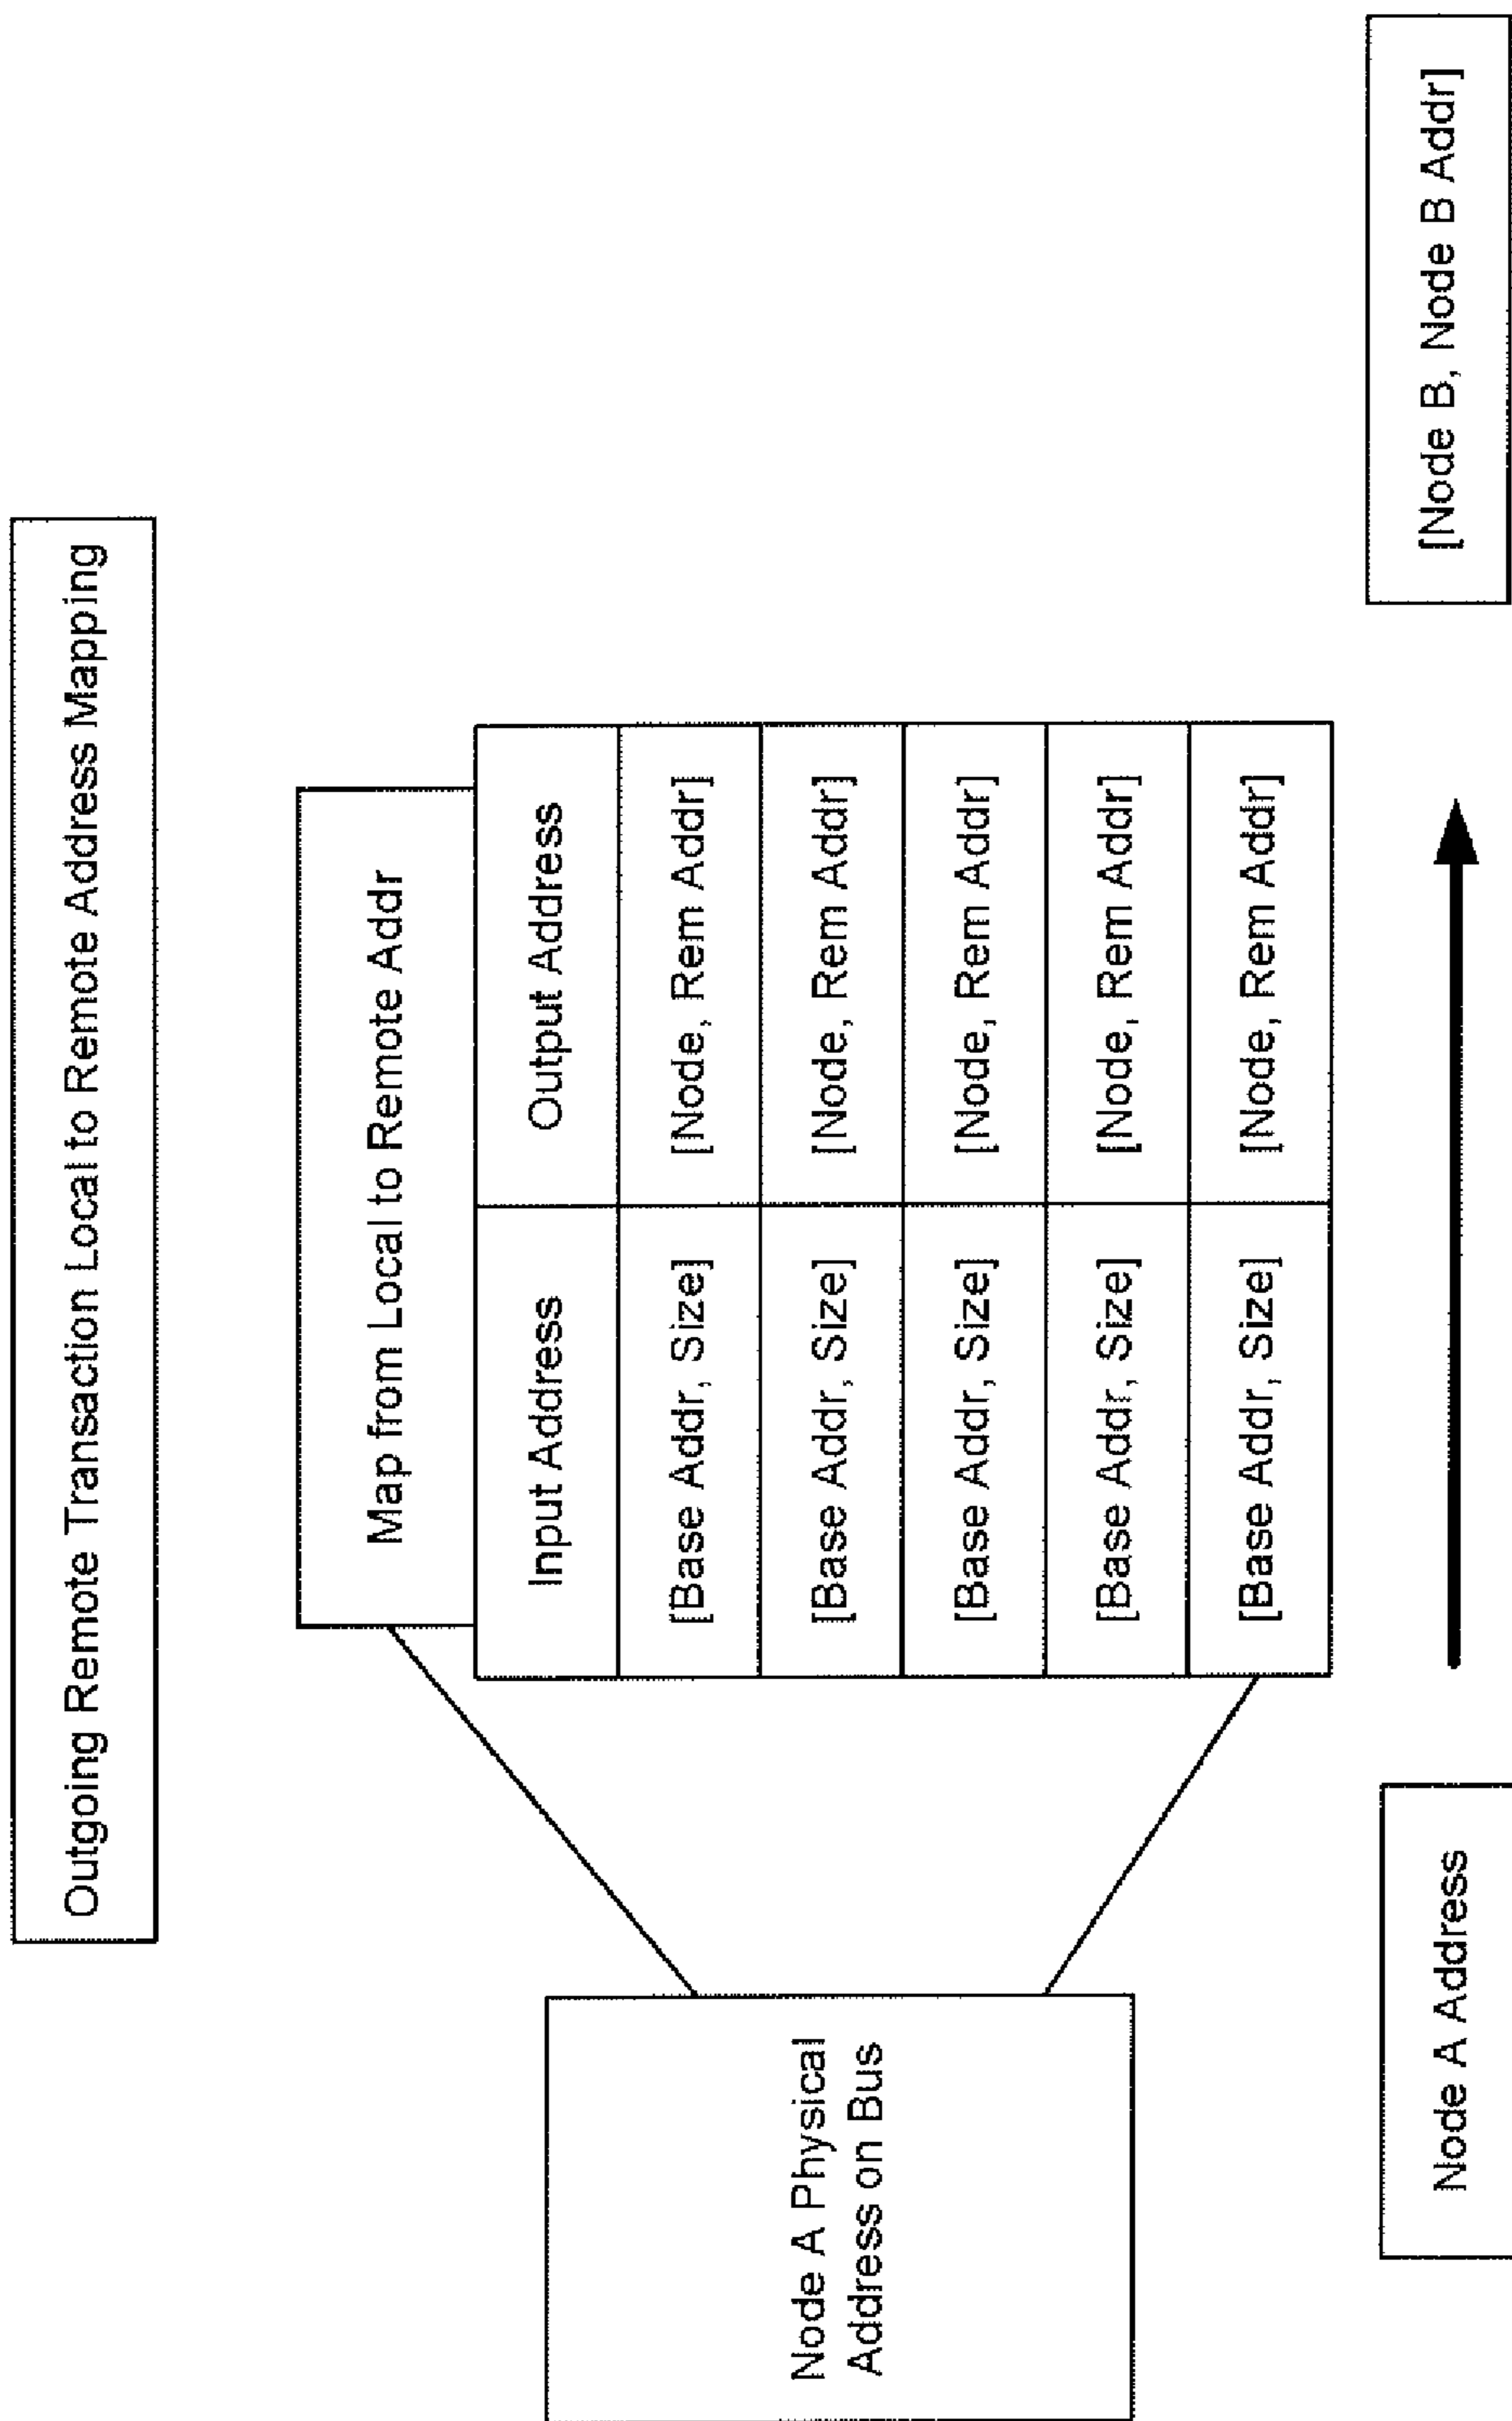 Outgoing Remote Transaction Local to Remote Address Mapping
Map from Local to Remote Addr
Input Address Output Address
[Base Addr, Size] [Node, Rem Addr]
[Base Addr, Size] [Node, Rem Addr]
[Base Addr, Size] [Node, Rem Addr]
[Base Addr, Size] [Node, Rem Addr]
[Base Addr, Size] [Node, Rem Addr]
Node A Physical
Address on Bus
Node A Address
[Node B, Node B Addr]